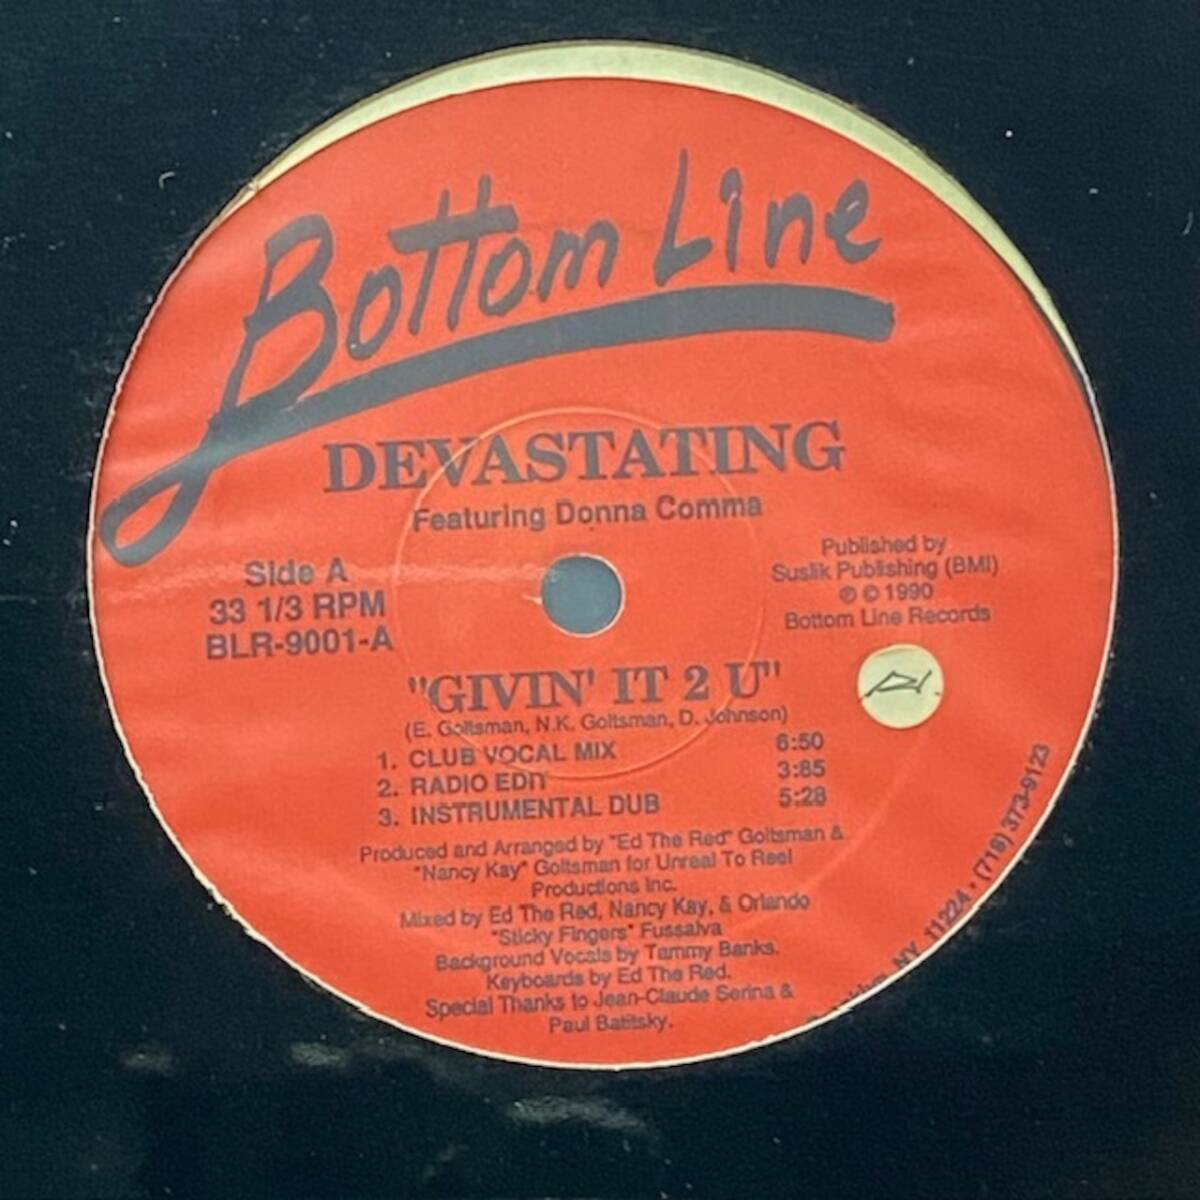 Bottom Line
DEVASTATING
Featuring Donna Comma
Side A
33 1/3 RPM
BLR-9001-A
Published by
Suslik Publishing (BMI)
℗ © 1990
Bottom Line Records
"GIVIN' IT 2 U"
(E. Goltsman, N.K. Goltsman, D. Johnson)
1. CLUB VOCAL MIX 6:50
2. RADIO EDIT 3:85
3. INSTRUMENTAL DUB 5:28
Produced and Arranged by "Ed The Red" Goltsman &
"Nancy Kay" Goltsman for Unreal To Reel
Productions Inc.
Mixed by Ed The Red, Nancy Kay, & Orlando
"Sticky Fingers" Fussalva
Background Vocals by Tammy Banks.
Keyboards by Ed The Red.
Special Thanks to Jean-Claude Serina &
Paul Batitsky.
NY 11224 • (718) 373-9123